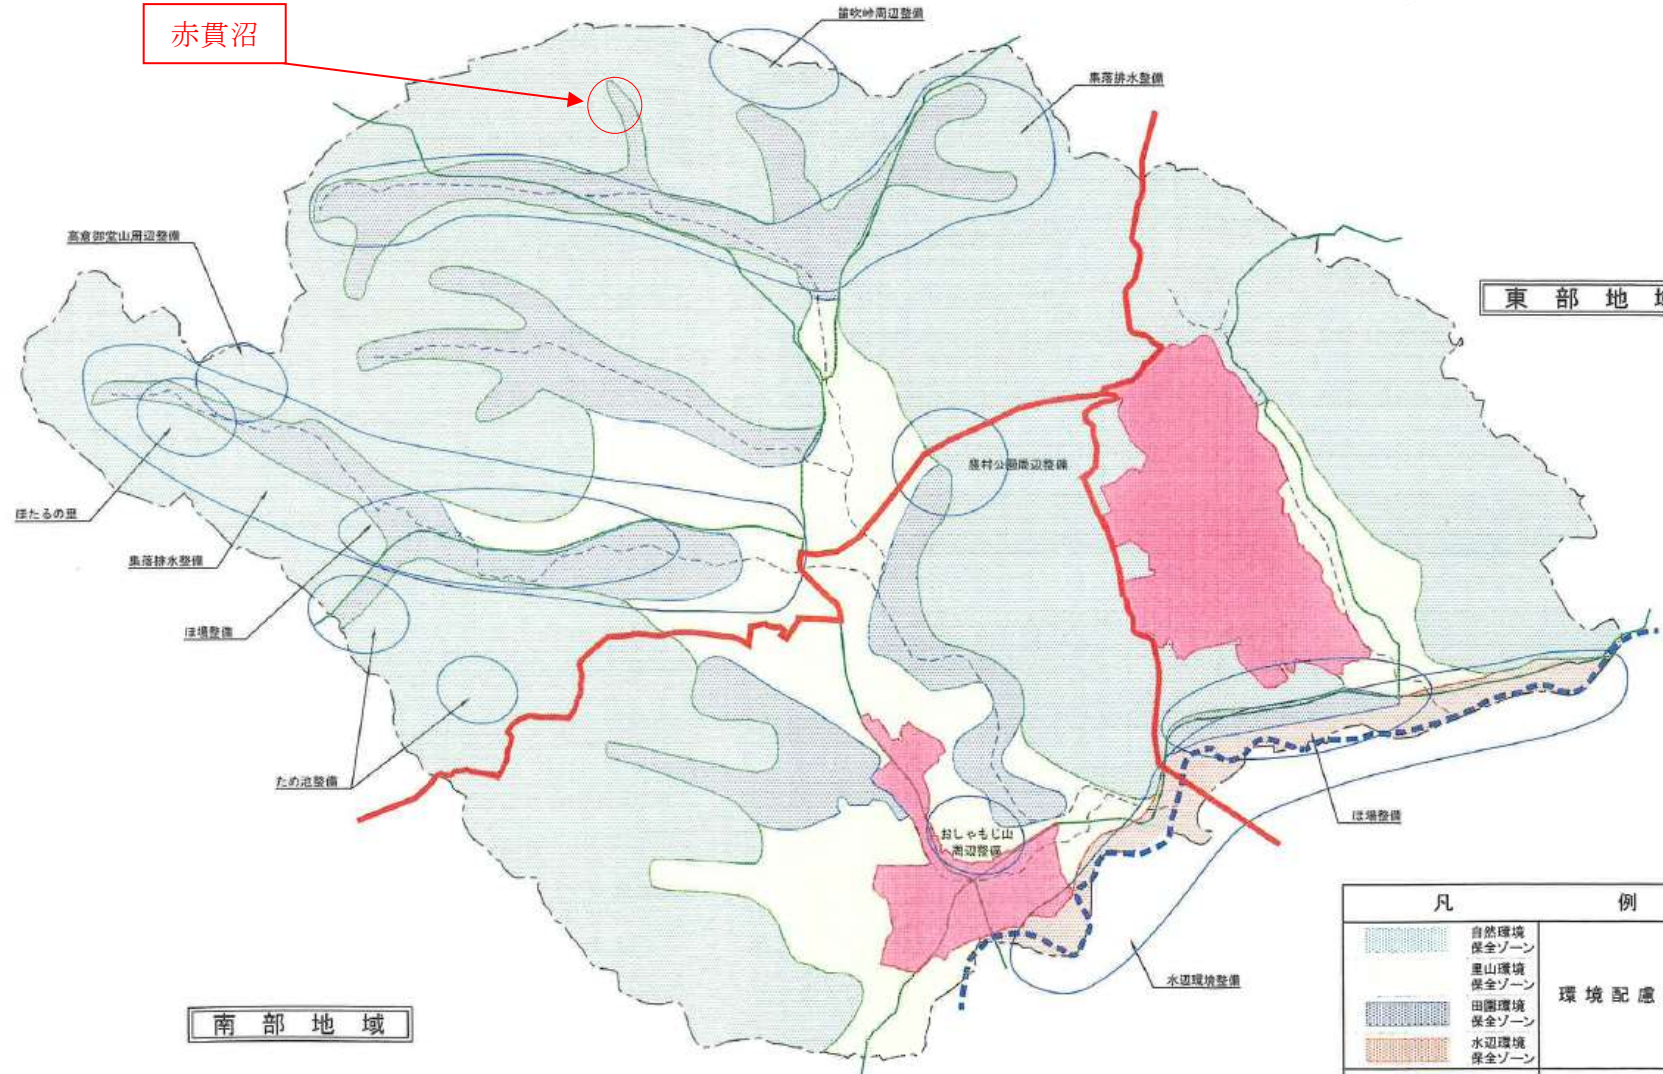 赤貫沼
笛吹峠周辺整備
集落排水整備
高倉御堂山周辺整備
東部地
農村公園周辺整備
ほたるの里
集落排水整備
ほ場整備
ため池整備
おしゃもじ山
周辺整備
ほ場整備
水辺環境整備
南部地域
凡例
自然環境
保全ゾーン
里山環境
保全ゾーン
田園環境
保全ゾーン
水辺環境
保全ゾーン
環境配慮